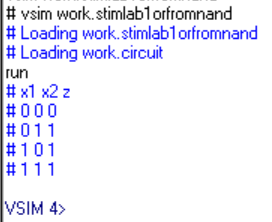 # vsim work.stimlab1orfromnand
# Loading work.stimlab1orfromnand
# Loading work.circuit
run
# x1 x2 z
# 0 0 0
# 0 1 1
# 1 0 1
# 1 1 1
VSIM 4>